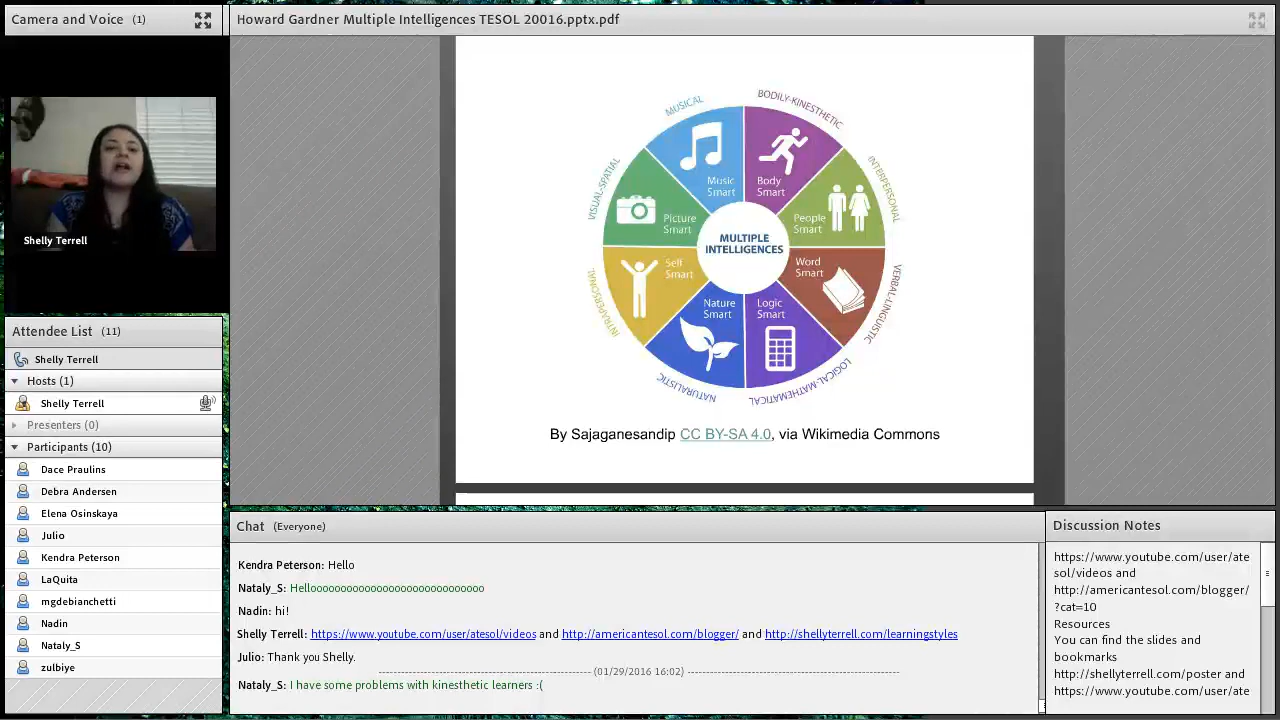 Camera and Voice (1)
Shelly Terrell
Attendee List (11)
Shelly Terrell
Hosts (1)
Shelly Terrell
Presenters (0)
Participants (10)
Dace Praulins
Debra Andersen
Elena Osinskaya
Julio
Kendra Peterson
LaQuita
mgdebianchetti
Nadin
Nataly_S
zulbiye
Howard Gardner Multiple Intelligences TESOL 20016.pptx.pdf
MUSICAL
BODILY-KINESTHETIC
INTERPERSONAL
VERBAL-LINGUISTIC
LOGICAL-MATHEMATICAL
NATURALISTIC
INTRAPERSONAL
VISUAL-SPATIAL
Music
Smart
Body
Smart
People
Smart
Word
Smart
Logic
Smart
Nature
Smart
Self
Smart
Picture
Smart
MULTIPLE
INTELLIGENCES
By Sajaganesandip CC BY-SA 4.0, via Wikimedia Commons
Chat (Everyone)
Kendra Peterson: Hello
Nataly_S: Hellooooooooooooooooooooooooooooo
Nadin: hi!
Shelly Terrell: https://www.youtube.com/user/atesol/videos and http://americantesol.com/blogger/ and http://shellyterrell.com/learningstyles
Julio: Thank you Shelly.
(01/29/2016 16:02)
Nataly_S: I have some problems with kinesthetic learners :(
Discussion Notes
https://www.youtube.com/user/ate
sol/videos and
http://americantesol.com/blogger/
?cat=10
Resources
You can find the slides and
bookmarks
http://shellyterrell.com/poster and
https://www.youtube.com/user/ate